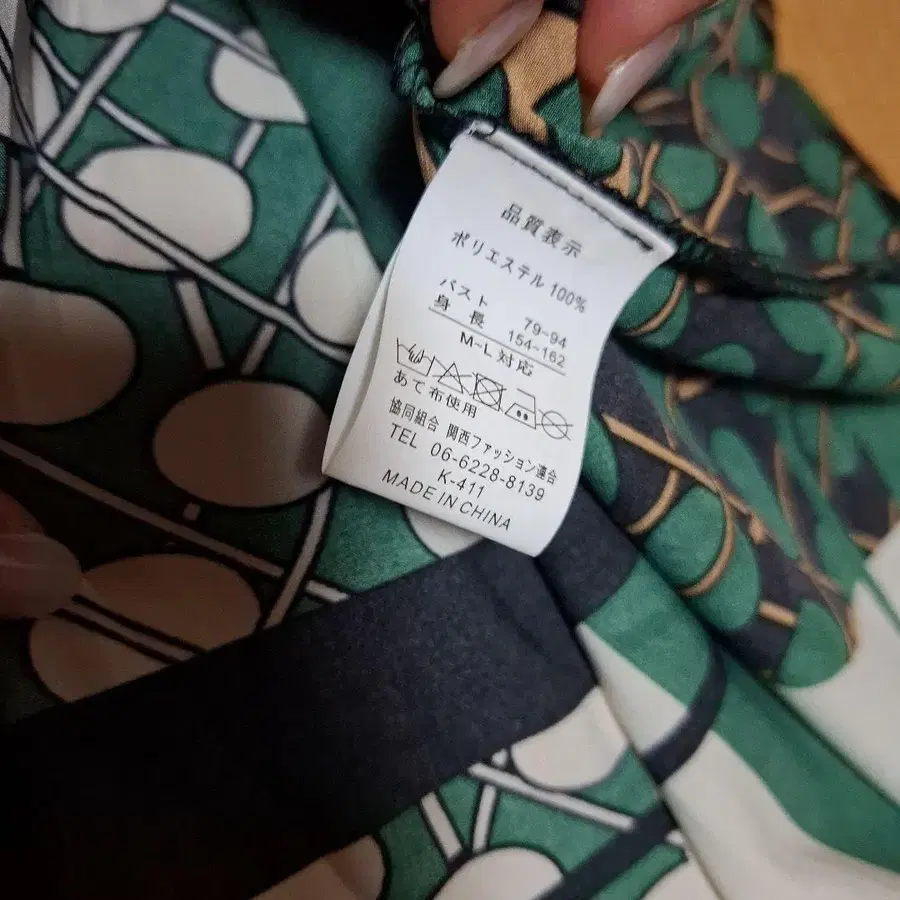 品質表示
ポリエステル 100%
バスト 79~94
身 長 154~162
M~L 対応
あて布使用
協同組合 関西ファッション連合
TEL 06-6228-8139
K-411
MADE IN CHINA